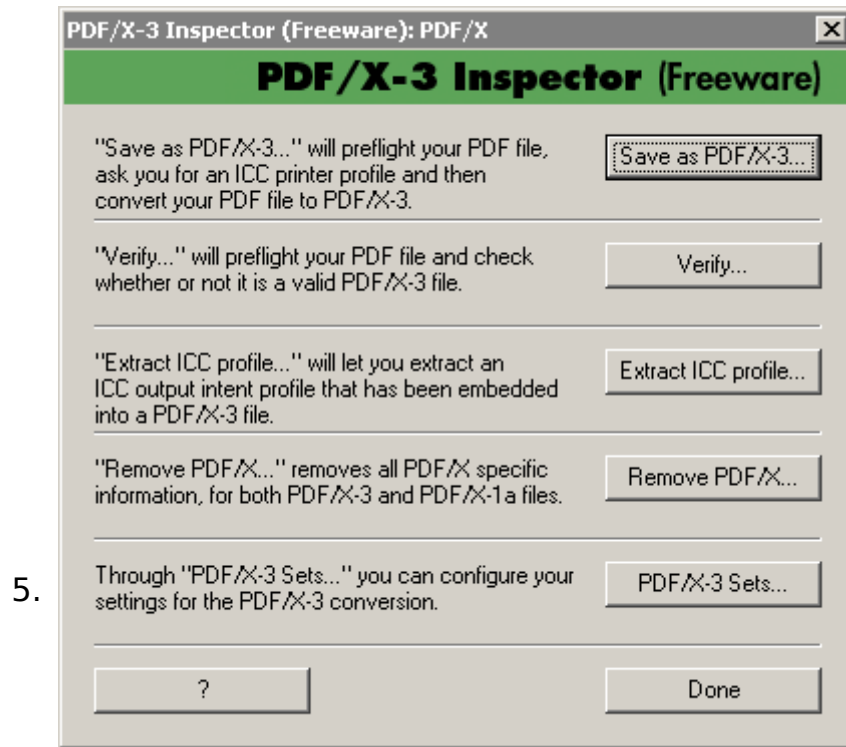 PDF/X-3 Inspector (Freeware): PDF/X
PDF/X-3 Inspector (Freeware)
"Save as PDF/X-3..." will preflight your PDF file,
ask you for an ICC printer profile and then
convert your PDF file to PDF/X-3.
Save as PDF/X-3...
"Verify..." will preflight your PDF file and check
whether or not it is a valid PDF/X-3 file.
Verify...
"Extract ICC profile..." will let you extract an
ICC output intent profile that has been embedded
into a PDF/X-3 file.
Extract ICC profile...
"Remove PDF/X..." removes all PDF/X specific
information, for both PDF/X-3 and PDF/X-1a files.
Remove PDF/X...
5.
Through "PDF/X-3 Sets..." you can configure your
settings for the PDF/X-3 conversion.
PDF/X-3 Sets...
?
Done